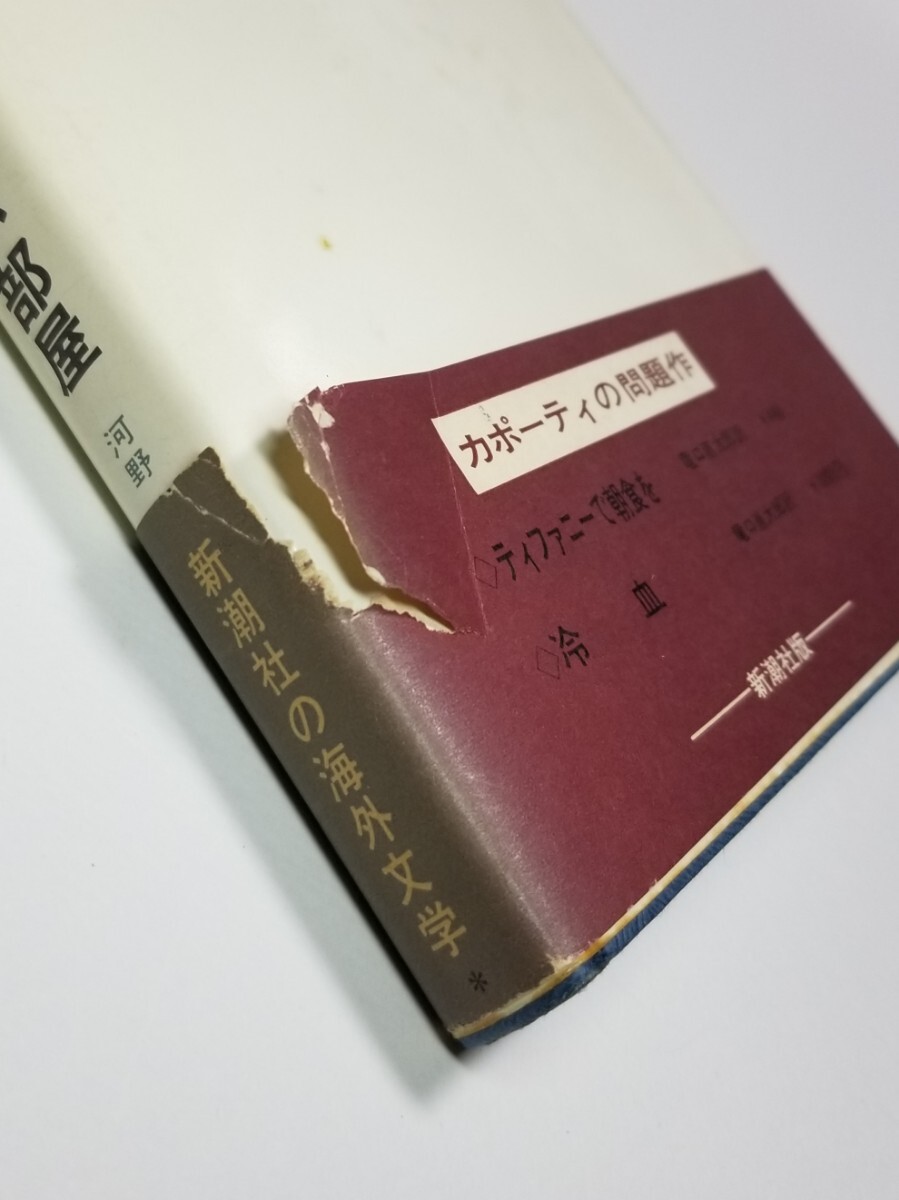 部屋
河野
新潮社の海外文学
*
カポーティの問題作
◇ティファニーで朝食を
◇冷血
新潮社版